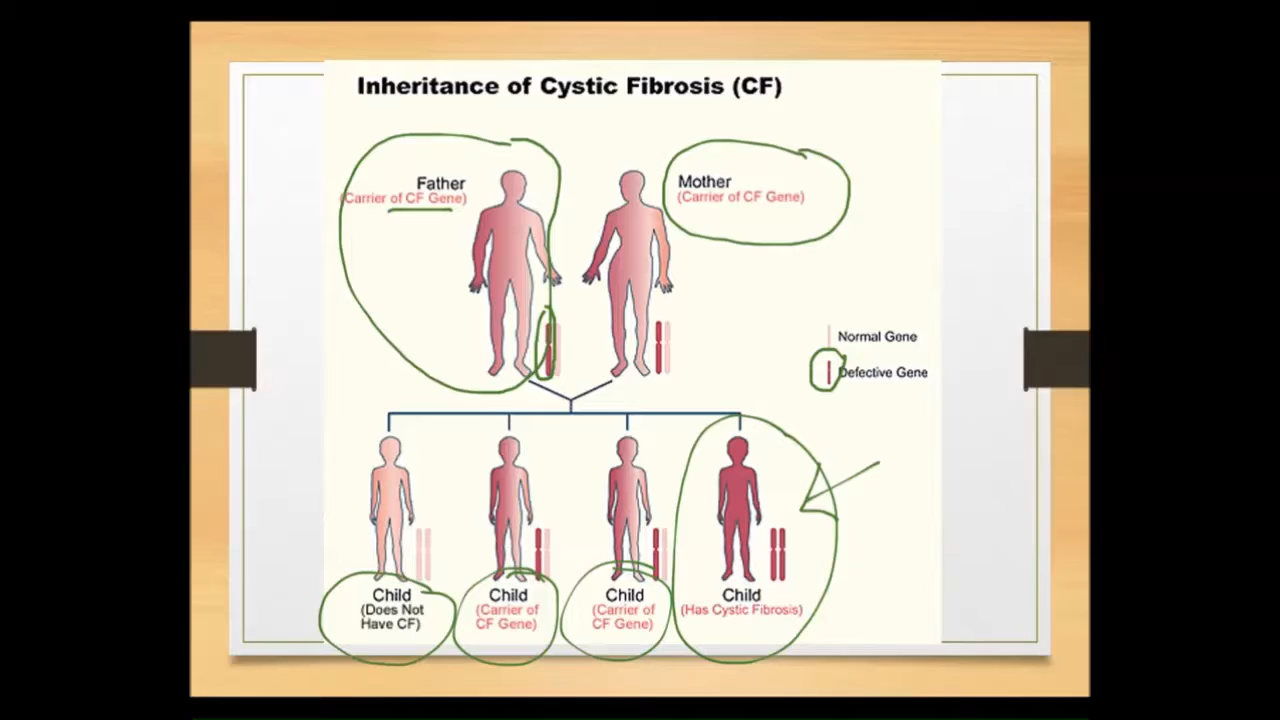 Inheritance of Cystic Fibrosis (CF)
Father
(Carrier of CF Gene)
Mother
(Carrier of CF Gene)
Normal Gene
Defective Gene
Child
(Does Not
Have CF)
Child
(Carrier of
CF Gene)
Child
(Carrier of
CF Gene)
Child
(Has Cystic Fibrosis)